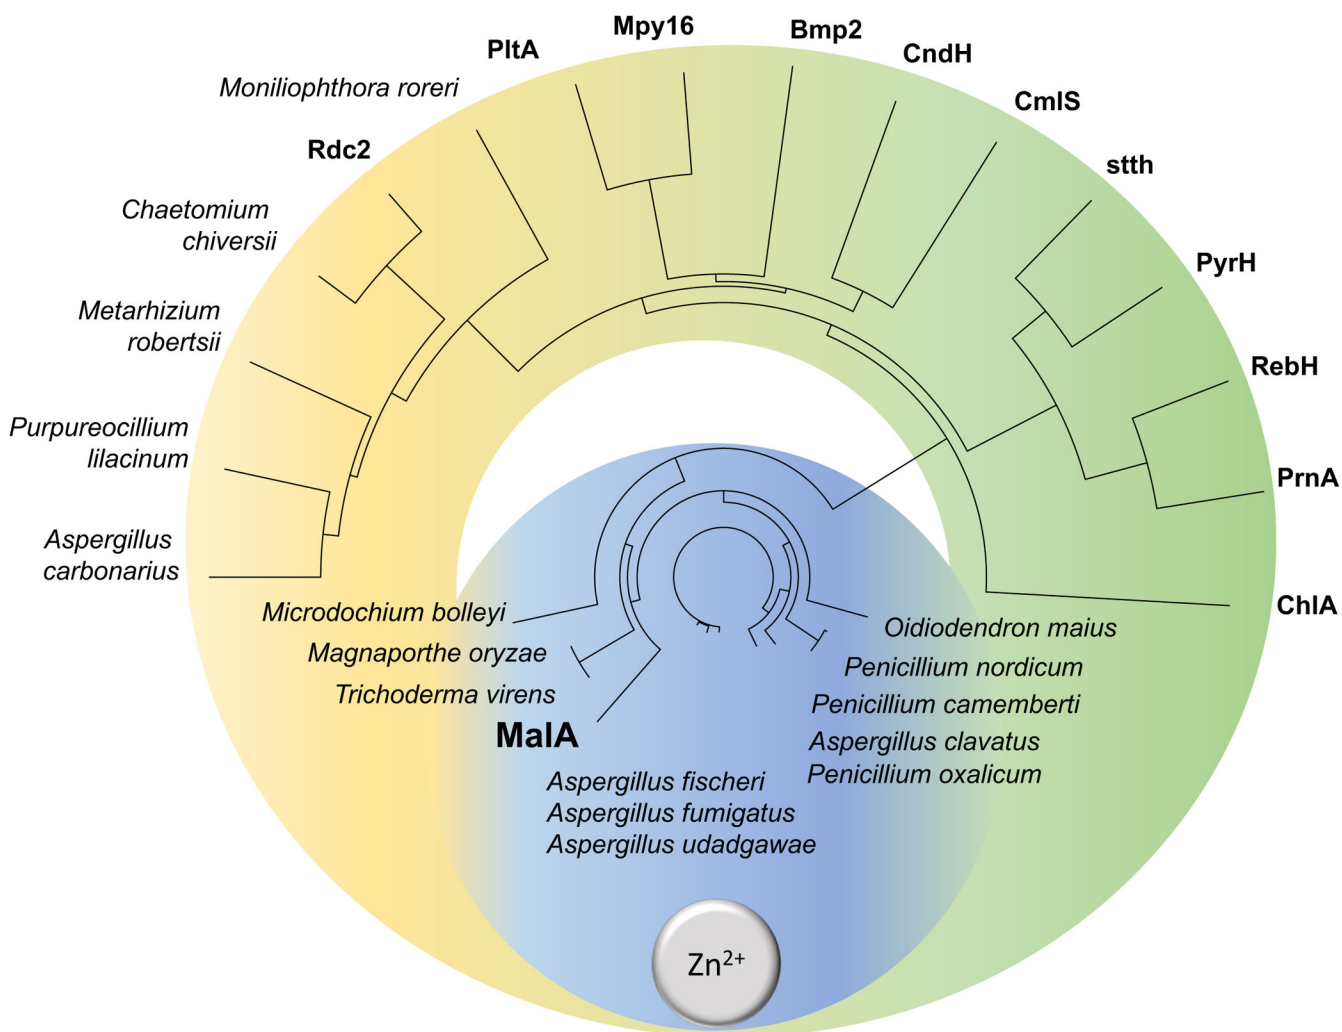 Mpy16
Bmp2
PltA
CndH
Moniliophthora roreri
CmlS
Rdc2
stth
Chaetomium
chiversii
PyrH
Metarhizium
robertsii
RebH
Purpureocillium
lilacinum
PrnA
Aspergillus
carbonarius
ChlA
Microdochium bolleyi
Oidiodendron maius
Magnaporthe oryzae
Penicillium nordicum
Trichoderma virens
Penicillium camemberti
MalA
Aspergillus clavatus
Penicillium oxalicum
Aspergillus fischeri
Aspergillus fumigatus
Aspergillus udadgawae
Zn²⁺